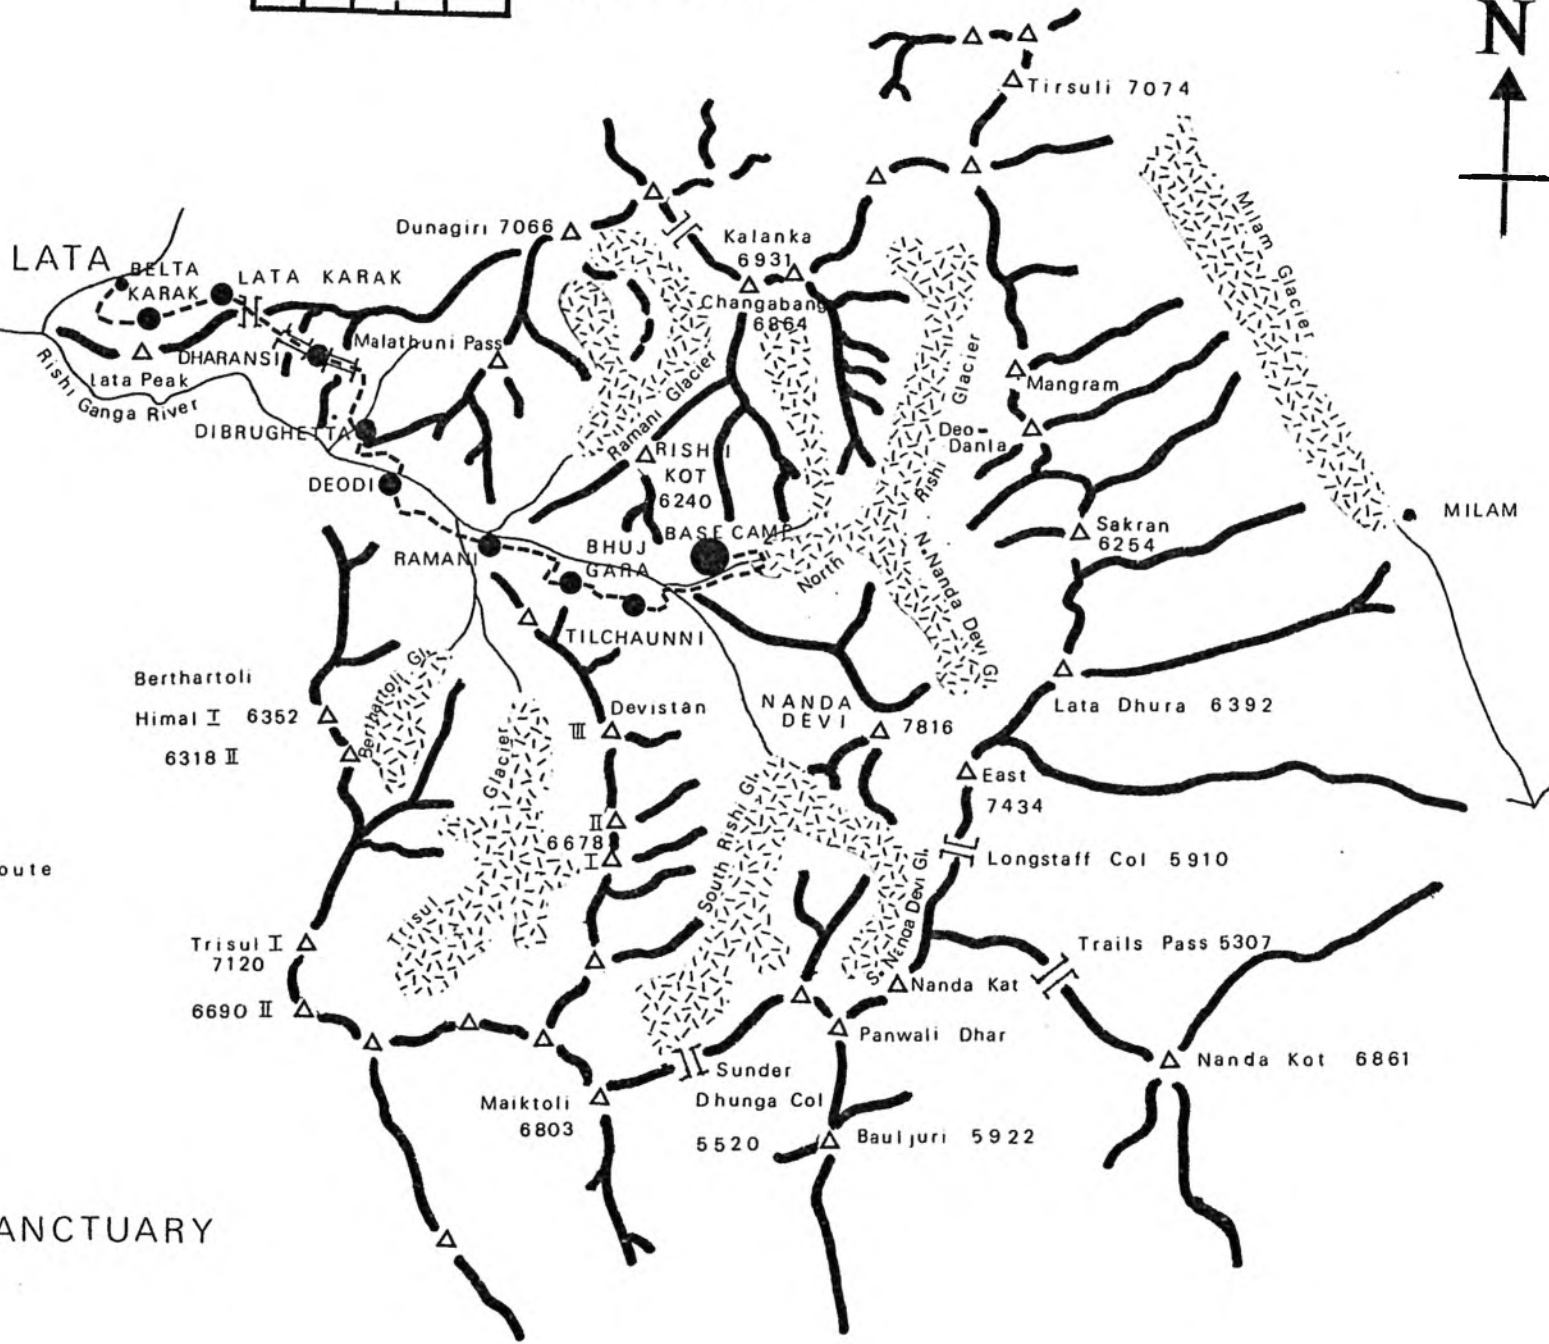 N
Tirsuli 7074
Milam Glacier
Dunagiri 7066
Kalanka
6931
LATA
BELTA
KARAK
LATA KARAK
Changabang
6864
Malathuni Pass
DHARANSI
Lata Peak
Rishi Ganga River
Ramani Glacier
Mangram
DIBRUGHETTA
Deo-
Danla
RISHI
KOT
6240
North Rishi Glacier
DEODI
MILAM
Sakran
6254
BASE CAMP
BHUJ
GARA
RAMANI
N. Nanda Devi Gl.
TILCHAUNNI
Berthartoli
Himal I 6352
6318 II
Berthartoli Gl.
Devistan
III
NANDA
DEVI
7816
Lata Dhura 6392
East
7434
II
6678
I
Longstaff Col 5910
oute
South Rishi Gl.
S. Nanda Devi Gl.
Trisul Glacier
Trisul I
7120
Trails Pass 5307
6690 II
Nanda Kat
Panwali Dhar
Nanda Kot 6861
Sunder
Dhunga Col
5520
Maiktoli
6803
Bauljuri 5922
ANCTUARY